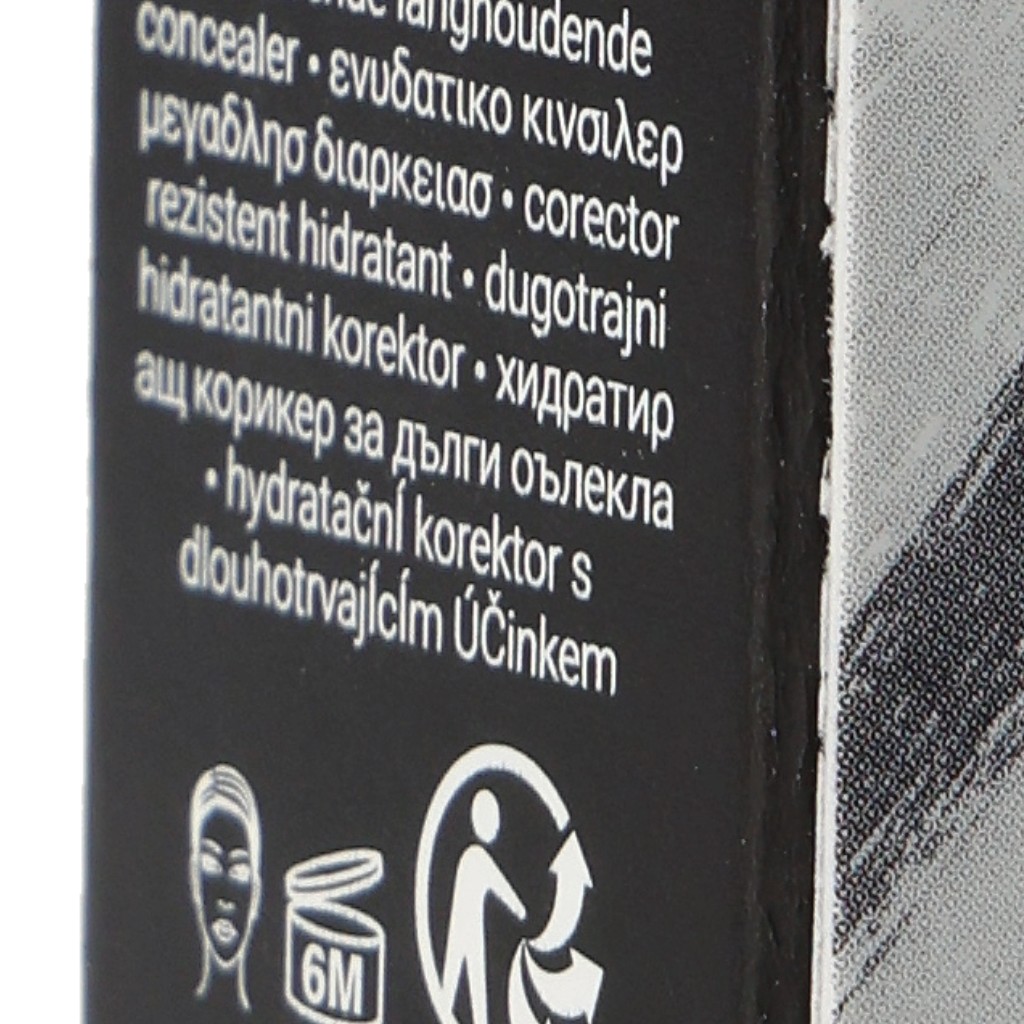 langhoudende
concealer • ενυδατικο κινσιλερ
μεγαδλησ διαρκειασ • corector
rezistent hidratant • dugotrajni
hidratantni korektor • хидратир
ащ корикер за дълги оълекла
• hydratačnÍ korektor s
dlouhotrvajÍcÍm ÚČinkem
6M